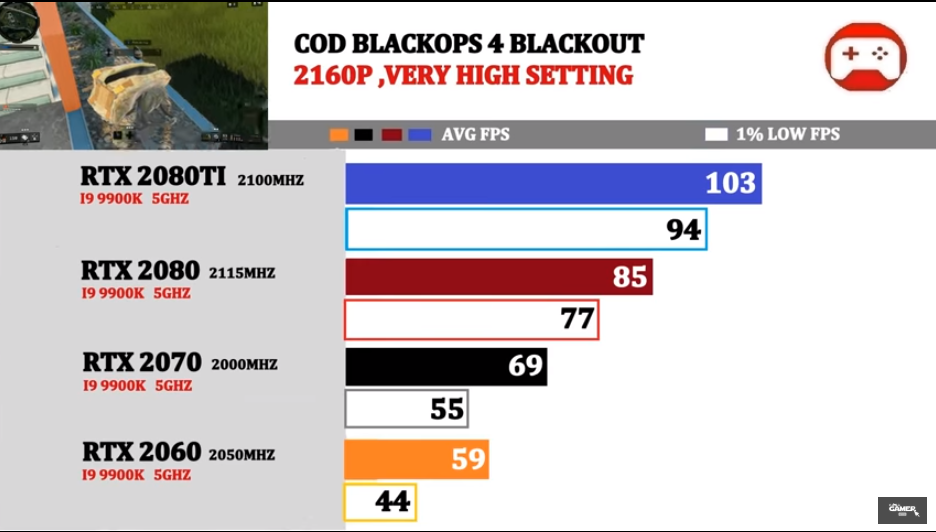 COD BLACKOPS 4 BLACKOUT
2160P ,VERY HIGH SETTING
AVG FPS
1% LOW FPS
RTX 2080TI 2100MHZ
I9 9900K 5GHZ
103
94
RTX 2080 2115MHZ
I9 9900K 5GHZ
85
77
RTX 2070 2000MHZ
I9 9900K 5GHZ
69
55
RTX 2060 2050MHZ
I9 9900K 5GHZ
59
44
GAMER